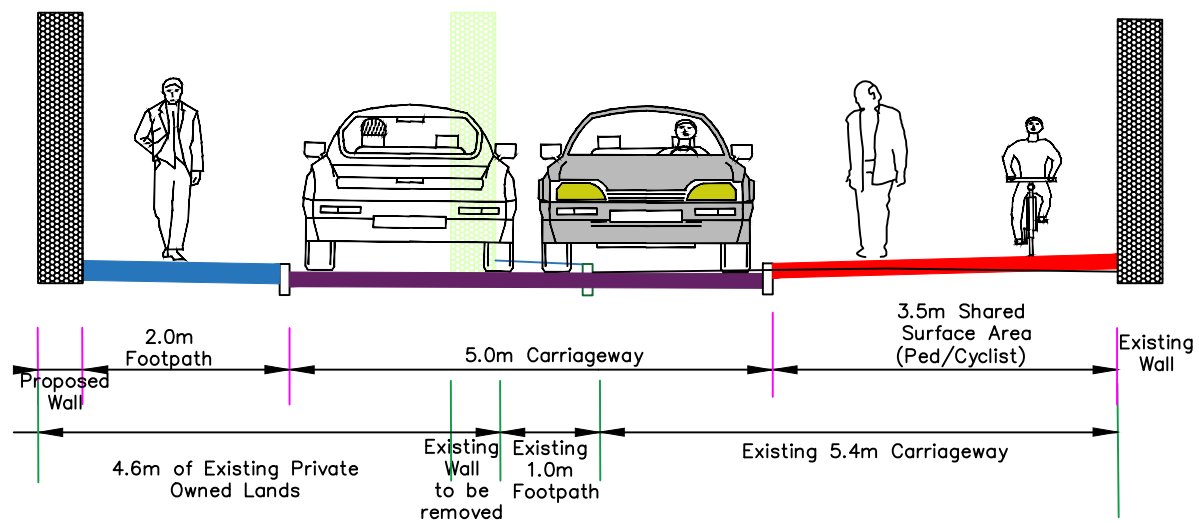 2.0m
Footpath
5.0m Carriageway
3.5m Shared
Surface Area
(Ped/Cyclist)
Existing
Wall
Proposed
Wall
4.6m of Existing Private
Owned Lands
Existing
Wall
to be
removed
Existing
1.0m
Footpath
Existing 5.4m Carriageway